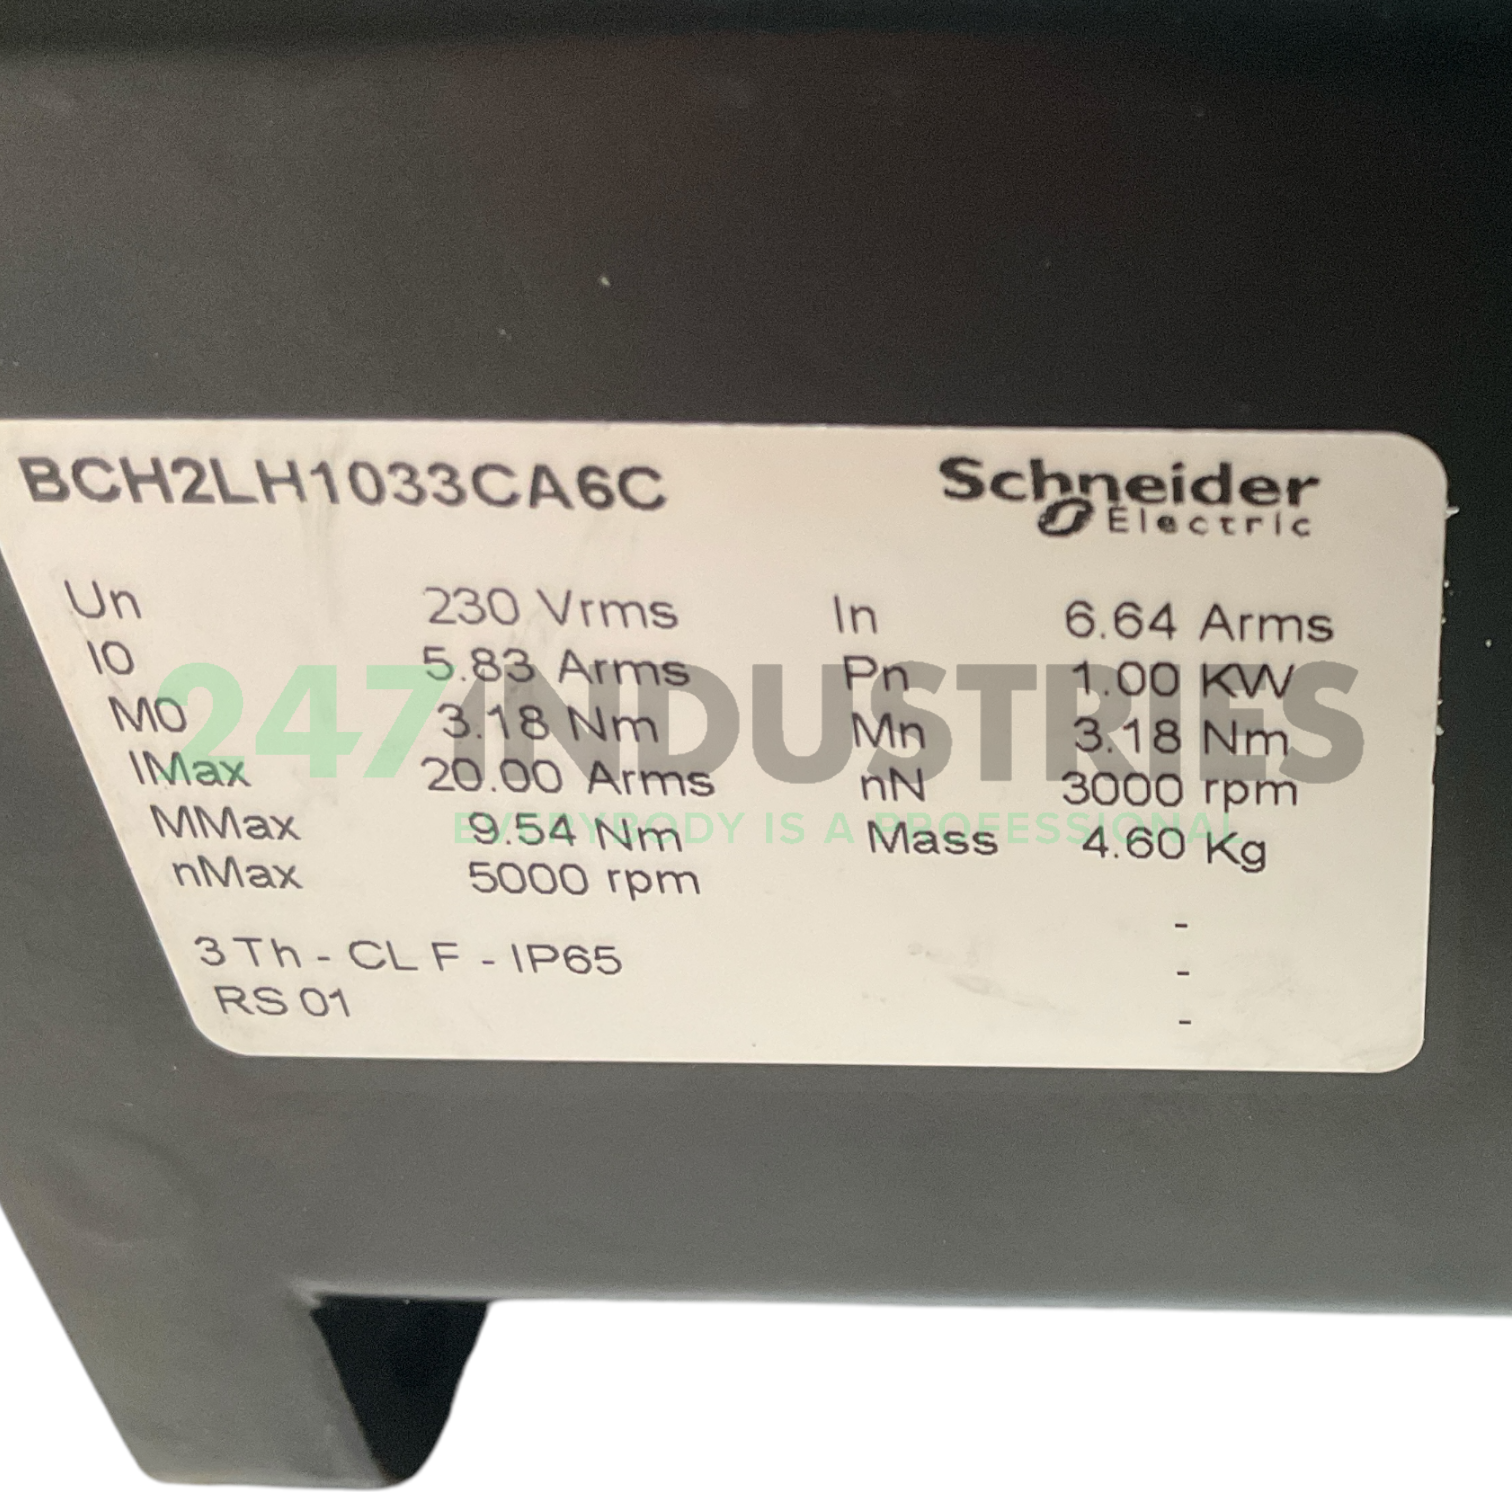 BCH2LH1033CA6C
Schneider
Electric
Un 230 Vrms In 6.64 Arms
I0 5.83 Arms Pn 1.00 KW
M0 3.18 Nm Mn 3.18 Nm
IMax 20.00 Arms nN 3000 rpm
MMax 9.54 Nm Mass 4.60 Kg
nMax 5000 rpm
-
3 Th - CL F - IP65 -
RS 01 -
247INDUSTRIES
EVERYBODY IS A PROFESSIONAL